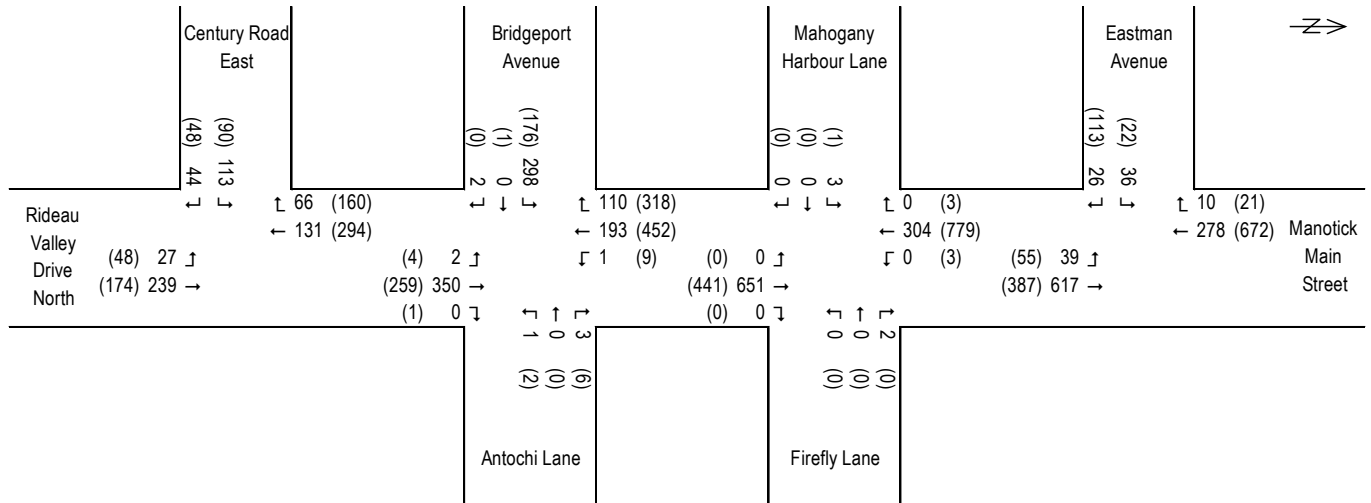 Century Road
East
Bridgeport
Avenue
Mahogany
Harbour Lane
Eastman
Avenue
Z
(48) 44
(90) 113
(0) 2
(1) 0
(176) 298
(0) 0
(0) 0
(1) 3
(113) 26
(22) 36
66 (160)
131 (294)
110 (318)
193 (452)
1 (9)
0 (3)
304 (779)
0 (3)
10 (21)
278 (672)
Rideau
Valley
Drive
North
(48) 27
(174) 239
(4) 2
(259) 350
(1) 0
(0) 0
(441) 651
(0) 0
(55) 39
(387) 617
Manotick
Main
Street
1 (2)
0 (0)
3 (6)
0 (0)
0 (0)
2 (0)
Antochi Lane
Firefly Lane